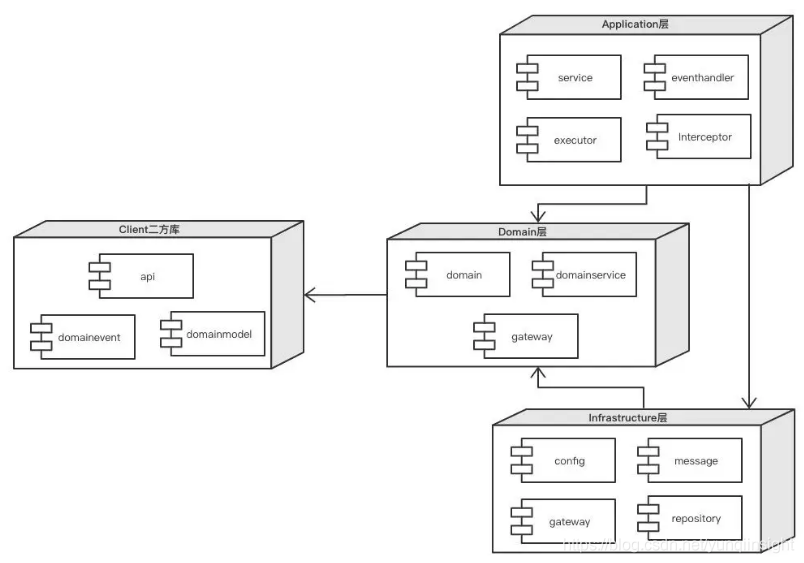 Application层
service
eventhandler
executor
Interceptor
Client二方库
api
domainevent
domainmodel
Domain层
domain
domainservice
gateway
Infrastructure层
config
message
gateway
repository
https://blog.csdn.net/yunqiinsight